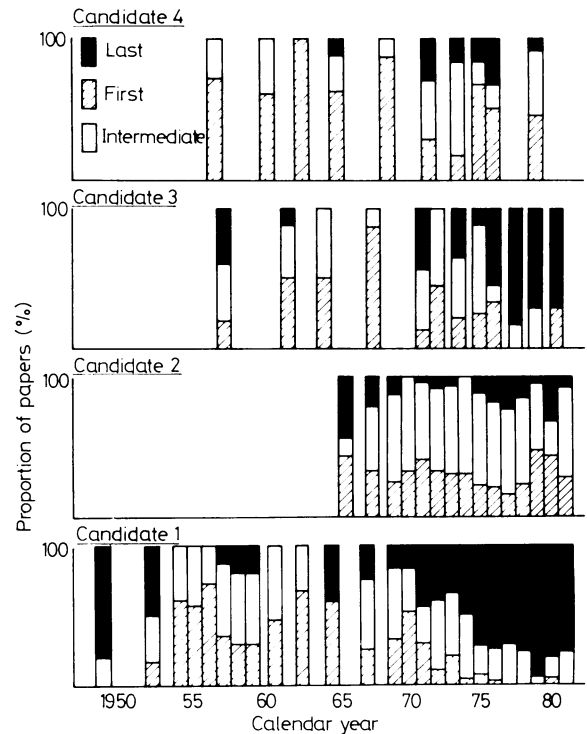 Candidate 4
100
Last
First
Intermediate
Candidate 3
100
Proportion of papers (%)
Candidate 2
100
Candidate 1
100
1950 55 60 65 70 75 80
Calendar year